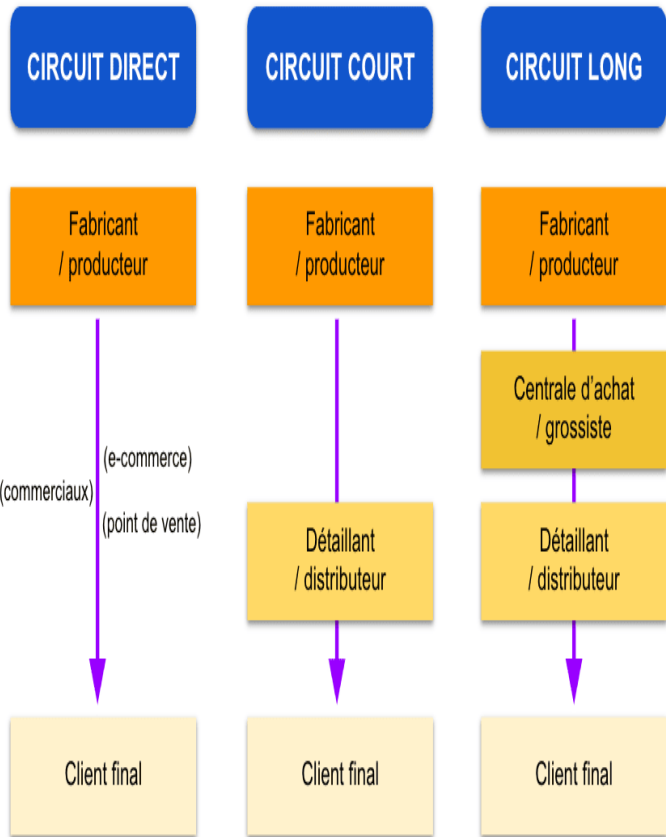 CIRCUIT DIRECT
CIRCUIT COURT
CIRCUIT LONG
Fabricant
/ producteur
Fabricant
/ producteur
Fabricant
/ producteur
Centrale d'achat
/ grossiste
(e-commerce)
(commerciaux)
(point de vente)
Détaillant
/ distributeur
Détaillant
/ distributeur
Client final
Client final
Client final